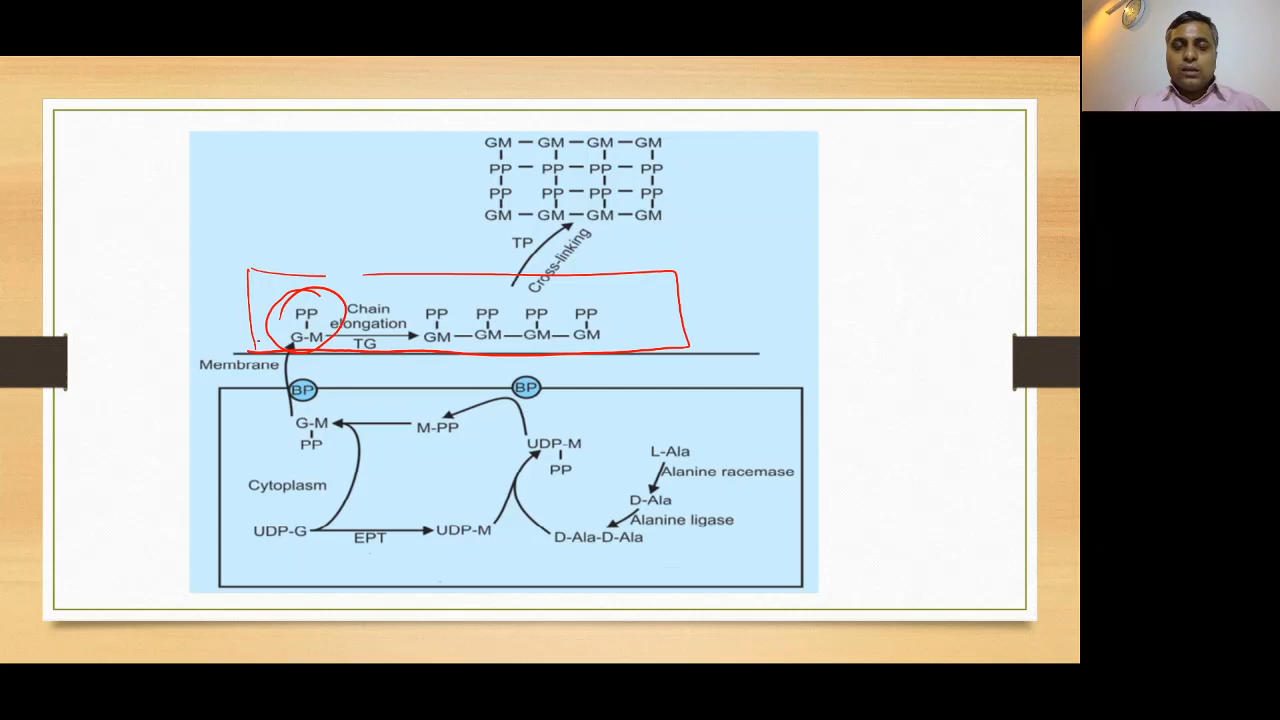 GM — GM — GM — GM
PP — PP — PP — PP
PP PP — PP — PP
GM — GM — GM — GM
TP
Cross-linking
PP
G-M
Chain
elongation
TG
PP PP PP PP
GM — GM — GM — GM
Membrane
BP
BP
G-M
PP
M-PP
UDP-M
PP
L-Ala
Alanine racemase
D-Ala
Alanine ligase
D-Ala-D-Ala
Cytoplasm
UDP-G
EPT
UDP-M